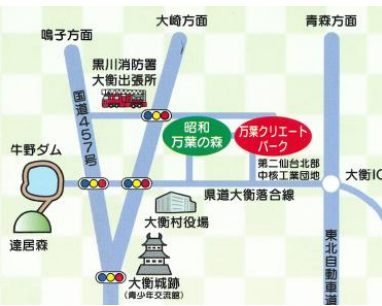 鳴子方面
大崎方面
青森方面
黒川消防署
大衡出張所
国道457号
昭和
万葉の森
万葉クリエート
パーク
第二仙台北部
中核工業団地
牛野ダム
大衡IC
県道大衡落合線
大衡村役場
達居森
大衡城跡
(青少年交流館)
東北自動車道